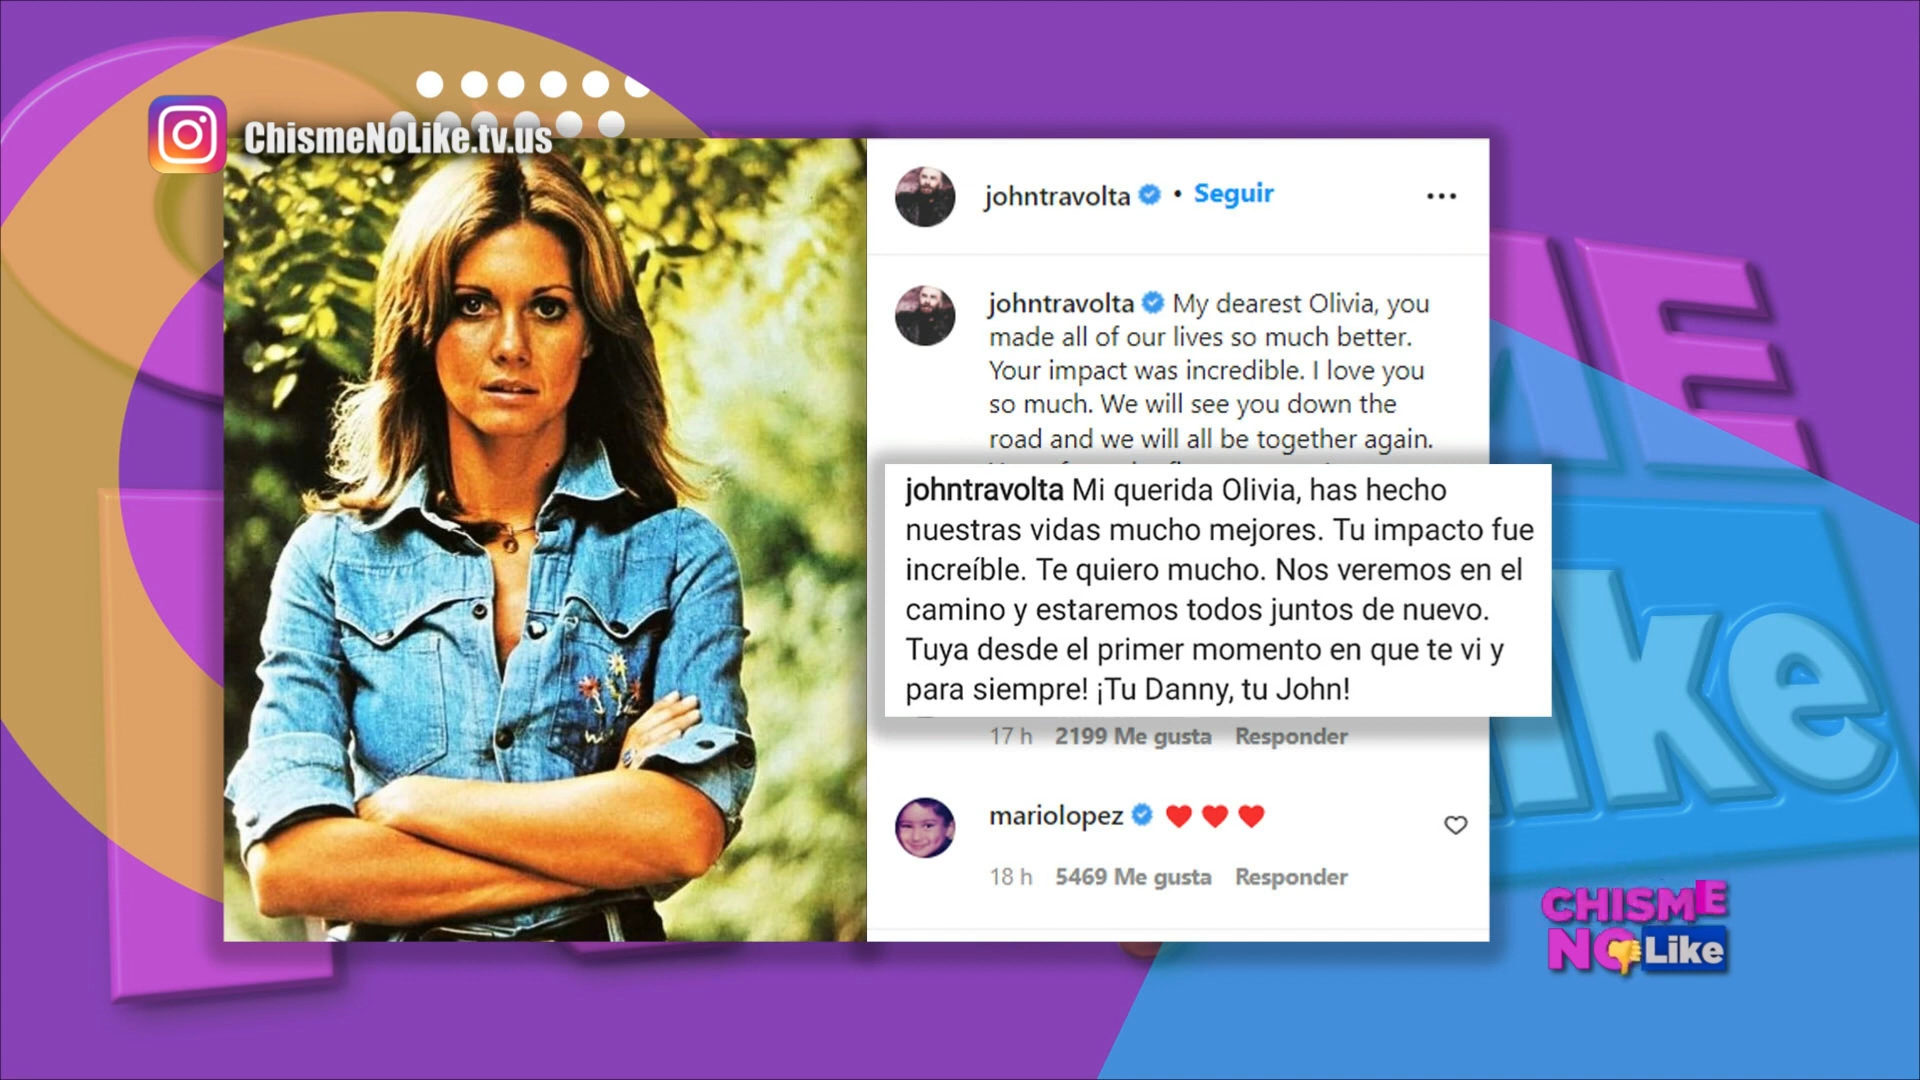 ChismeNoLike.tv.us
johntravolta • Seguir
johntravolta My dearest Olivia, you
made all of our lives so much better.
Your impact was incredible. I love you
so much. We will see you down the
road and we will all be together again.
johntravolta Mi querida Olivia, has hecho
nuestras vidas mucho mejores. Tu impacto fue
increíble. Te quiero mucho. Nos veremos en el
camino y estaremos todos juntos de nuevo.
Tuya desde el primer momento en que te vi y
para siempre! ¡Tu Danny, tu John!
17 h 2199 Me gusta Responder
mariolopez ❤️ ❤️ ❤️
18 h 5469 Me gusta Responder
CHISME
NO Like